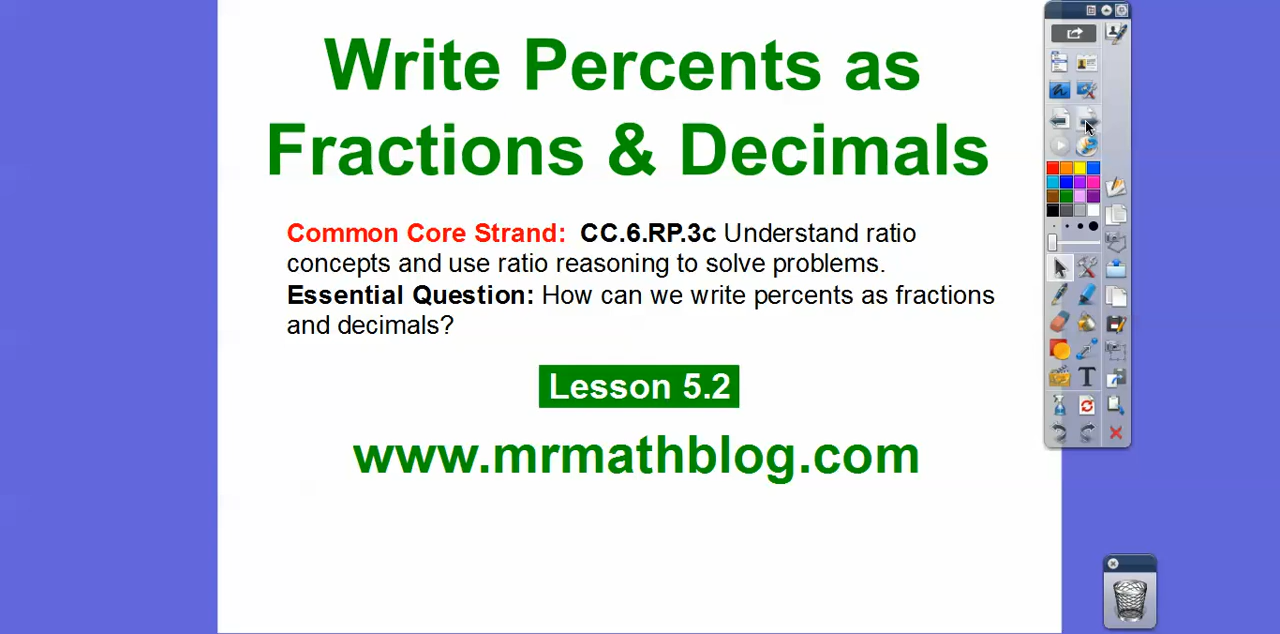 Write Percents as
Fractions & Decimals
Common Core Strand: CC.6.RP.3c Understand ratio
concepts and use ratio reasoning to solve problems.
Essential Question: How can we write percents as fractions
and decimals?
Lesson 5.2
www.mrmathblog.com